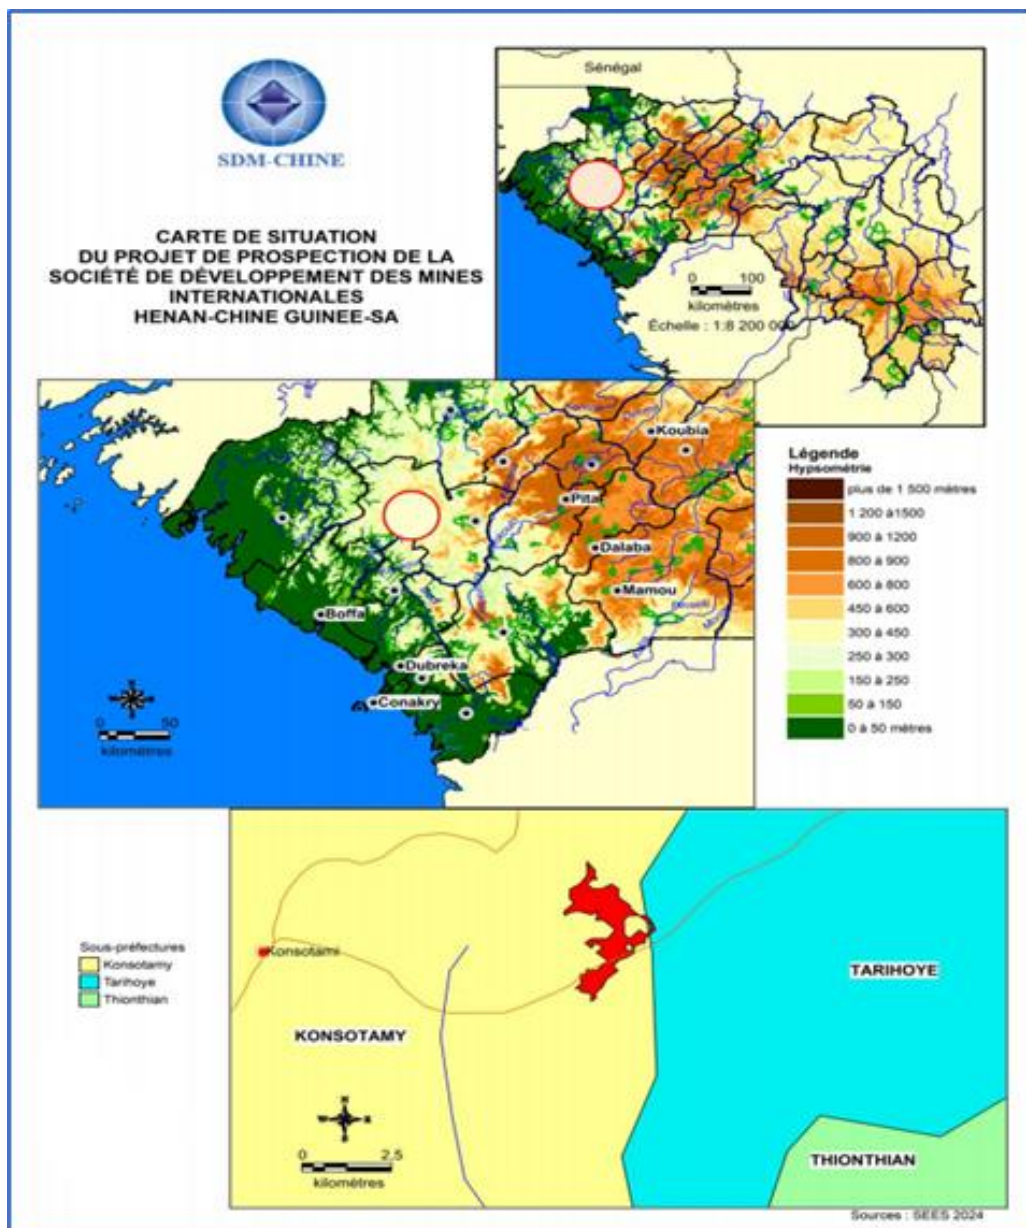 SDM-CHINE
CARTE DE SITUATION
DU PROJET DE PROSPECTION DE LA
SOCIÉTÉ DE DÉVELOPPEMENT DES MINES
INTERNATIONALES
HENAN-CHINE GUINEE-SA
Sénégal
0 100
kilomètres
Échelle : 1:8 200 000
Koubia
Pita
Dalaba
Mamou
Boffa
Dubreka
Conakry
0 50
kilomètres
Légende
Hypsométrie
plus de 1 500 mètres
1 200 à1500
900 à 1200
800 à 900
600 à 800
450 à 600
300 à 450
250 à 300
150 à 250
50 à 150
0 à 50 mètres
Sous-préfectures
Konsotamy
Tarihoye
Thionthian
Konsotami
KONSOTAMY
TARIHOYE
THIONTHIAN
N
W E
S
0 2,5
kilomètres
Sources : SEES 2024